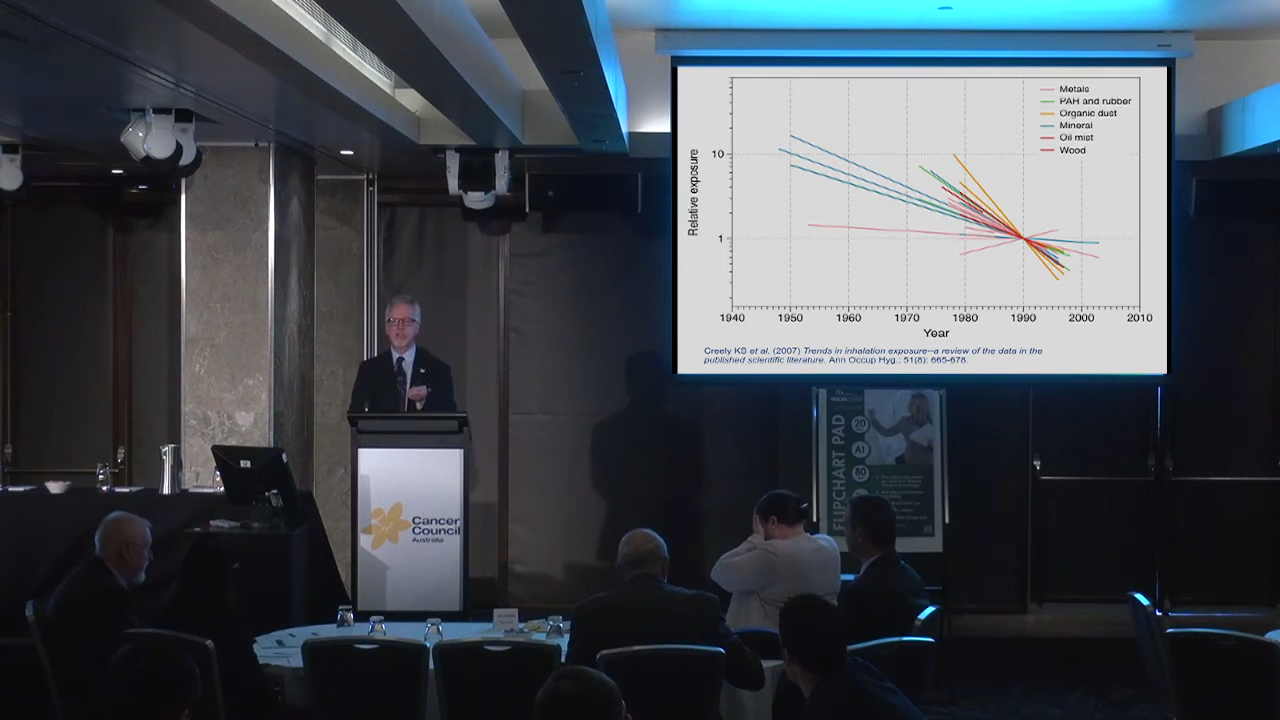 Metals
PAH and rubber
Organic dust
Mineral
Oil mist
Wood
Relative exposure
10
1
1940 1950 1960 1970 1980 1990 2000 2010
Year
Creely KS et al. (2007) Trends in inhalation exposure--a review of the data in the
published scientific literature. Ann Occup Hyg.; 51(8): 665-678.
Cancer
Council
Australia
FLIPCHART PAD
20
A1
80